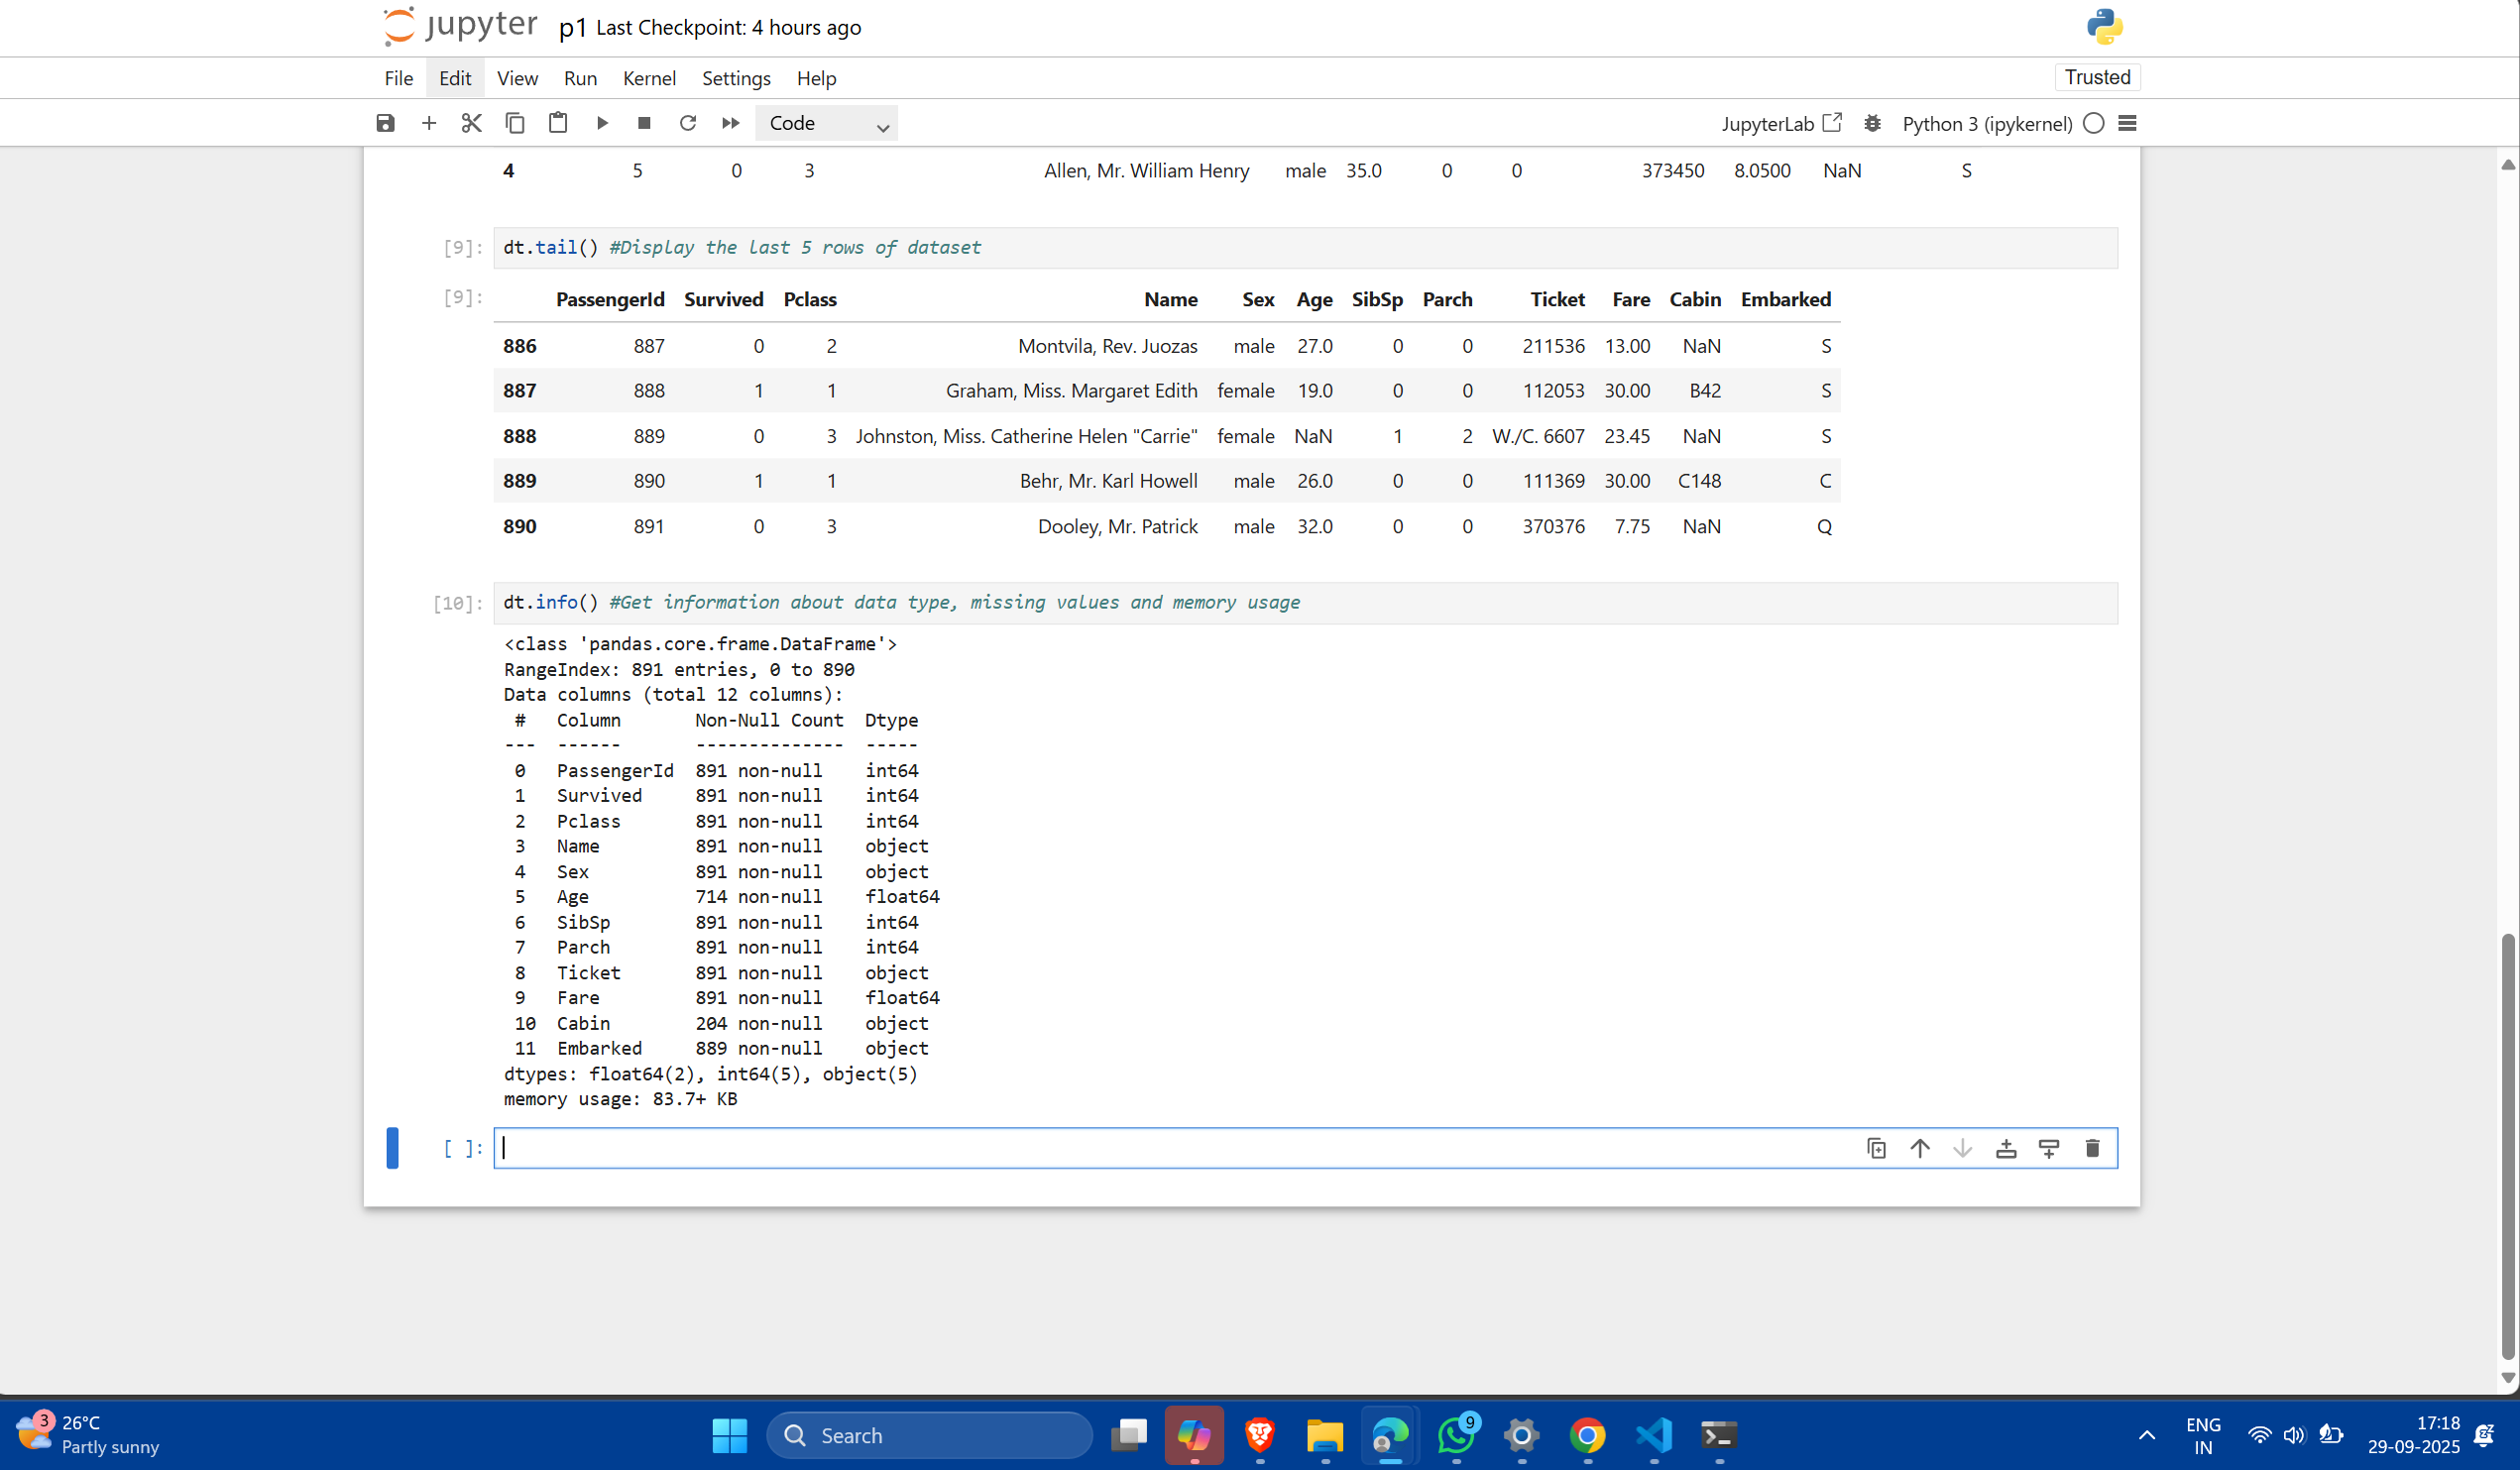 jupyter p1 Last Checkpoint: 4 hours ago
File Edit View Run Kernel Settings Help Trusted
Code JupyterLab Python 3 (ipykernel)
4 5 0 3 Allen, Mr. William Henry male 35.0 0 0 373450 8.0500 NaN S
[9]: dt.tail() #Display the last 5 rows of dataset
[9]: PassengerId Survived Pclass Name Sex Age SibSp Parch Ticket Fare Cabin Embarked
886 887 0 2 Montvila, Rev. Juozas male 27.0 0 0 211536 13.00 NaN S
887 888 1 1 Graham, Miss. Margaret Edith female 19.0 0 0 112053 30.00 B42 S
888 889 0 3 Johnston, Miss. Catherine Helen "Carrie" female NaN 1 2 W./C. 6607 23.45 NaN S
889 890 1 1 Behr, Mr. Karl Howell male 26.0 0 0 111369 30.00 C148 C
890 891 0 3 Dooley, Mr. Patrick male 32.0 0 0 370376 7.75 NaN Q
[10]: dt.info() #Get information about data type, missing values and memory usage
<class 'pandas.core.frame.DataFrame'>
RangeIndex: 891 entries, 0 to 890
Data columns (total 12 columns):
# Column Non-Null Count Dtype
--- ------ -------------- -----
0 PassengerId 891 non-null int64
1 Survived 891 non-null int64
2 Pclass 891 non-null int64
3 Name 891 non-null object
4 Sex 891 non-null object
5 Age 714 non-null float64
6 SibSp 891 non-null int64
7 Parch 891 non-null int64
8 Ticket 891 non-null object
9 Fare 891 non-null float64
10 Cabin 204 non-null object
11 Embarked 889 non-null object
dtypes: float64(2), int64(5), object(5)
memory usage: 83.7+ KB
[ ]:
3 26°C
Partly sunny
Search
9
ENG
IN
17:18
29-09-2025